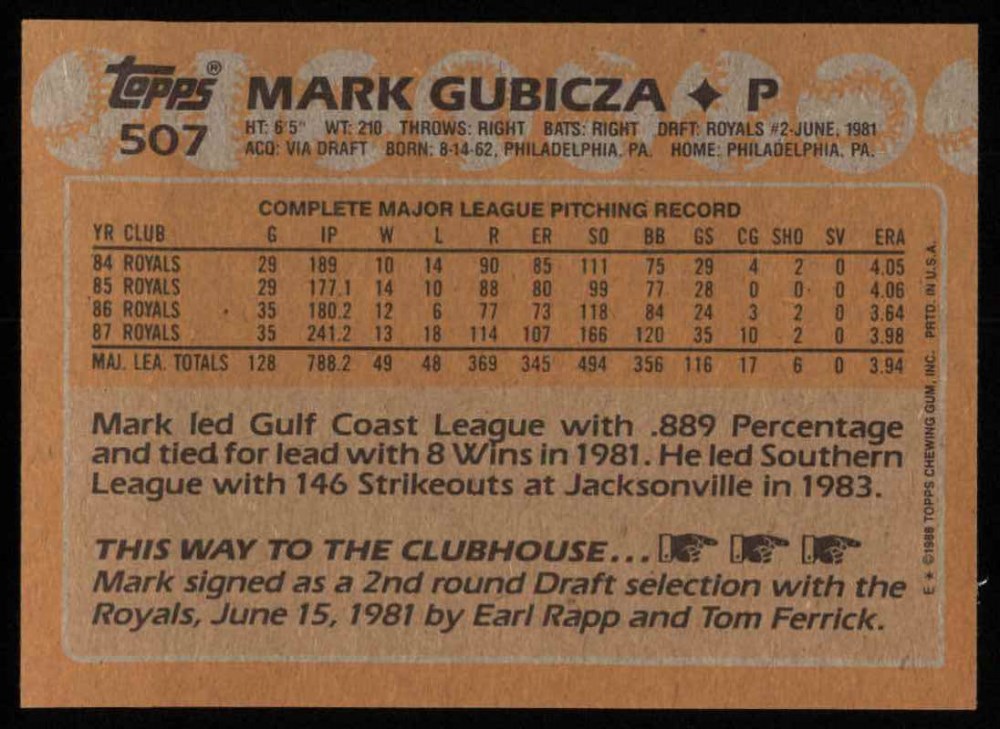 topps® MARK GUBICZA ✦ P
507 HT: 6'5" WT: 210 THROWS: RIGHT BATS: RIGHT DRFT: ROYALS #2-JUNE, 1981
ACQ: VIA DRAFT BORN: 8-14-62, PHILADELPHIA, PA. HOME: PHILADELPHIA, PA.
COMPLETE MAJOR LEAGUE PITCHING RECORD
YR CLUB G IP W L R ER SO BB GS CG SHO SV ERA
84 ROYALS 29 189 10 14 90 85 111 75 29 4 2 0 4.05
85 ROYALS 29 177.1 14 10 88 80 99 77 28 0 0 0 4.06
86 ROYALS 35 180.2 12 6 77 73 118 84 24 3 2 0 3.64
87 ROYALS 35 241.2 13 18 114 107 166 120 35 10 2 0 3.98
MAJ. LEA. TOTALS 128 788.2 49 48 369 345 494 356 116 17 6 0 3.94
Mark led Gulf Coast League with .889 Percentage
and tied for lead with 8 Wins in 1981. He led Southern
League with 146 Strikeouts at Jacksonville in 1983.
THIS WAY TO THE CLUBHOUSE...
Mark signed as a 2nd round Draft selection with the
Royals, June 15, 1981 by Earl Rapp and Tom Ferrick.
E★ ©1988 TOPPS CHEWING GUM, INC. PRTD. IN U.S.A.